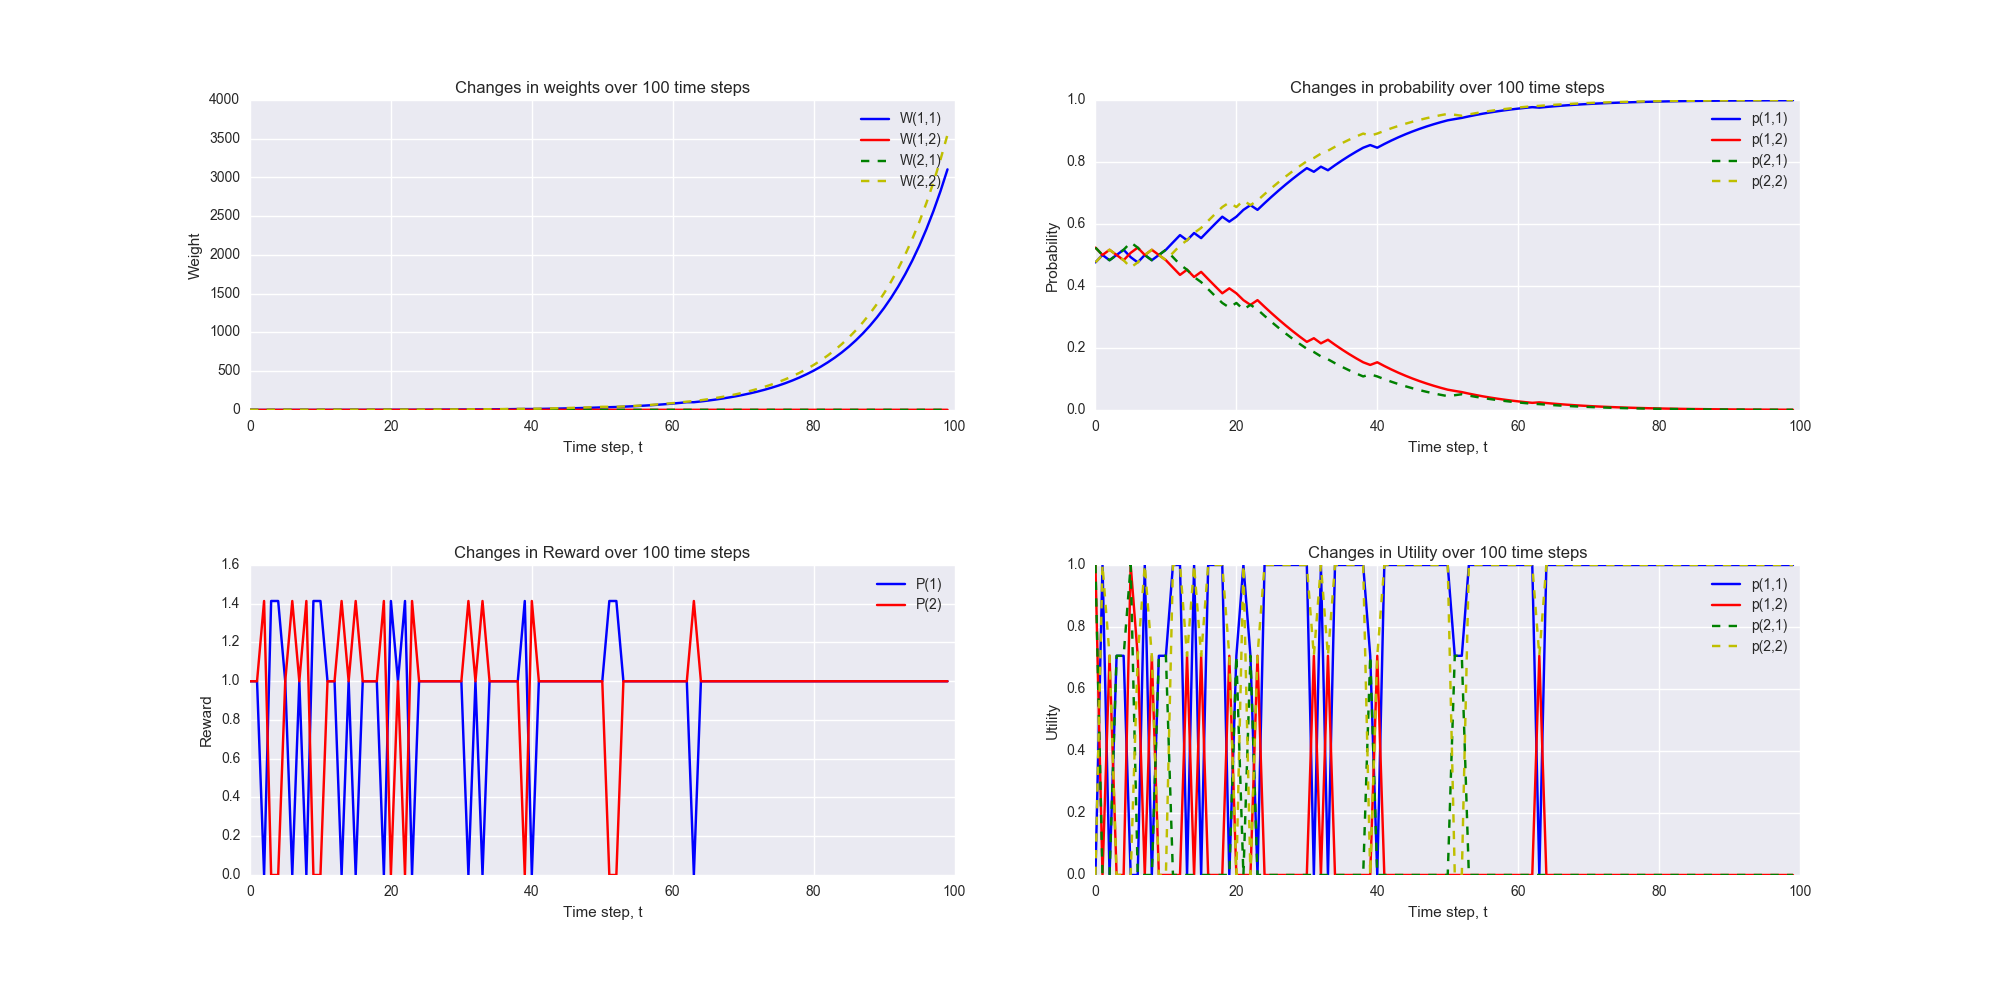 Changes in weights over 100 time steps
4000
3500
3000
2500
2000
1500
1000
500
0
Weight
W(1,1)
W(1,2)
W(2,1)
W(2,2)
0 20 40 60 80 100
Time step, t
Changes in probability over 100 time steps
1.0
0.8
0.6
0.4
0.2
0.0
Probability
p(1,1)
p(1,2)
p(2,1)
p(2,2)
0 20 40 60 80 100
Time step, t
Changes in Reward over 100 time steps
1.6
1.4
1.2
1.0
0.8
0.6
0.4
0.2
0.0
Reward
P(1)
P(2)
0 20 40 60 80 100
Time step, t
Changes in Utility over 100 time steps
1.0
0.8
0.6
0.4
0.2
0.0
Utility
p(1,1)
p(1,2)
p(2,1)
p(2,2)
0 20 40 60 80 100
Time step, t